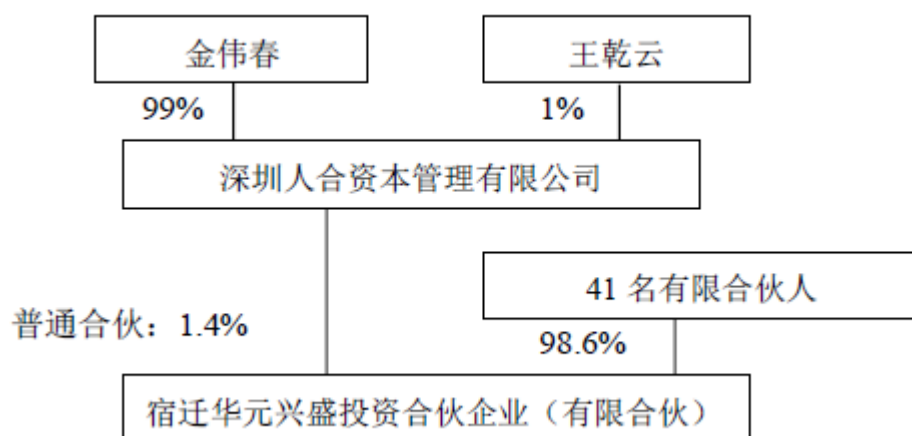 金伟春
王乾云
99%
1%
深圳人合资本管理有限公司
41 名有限合伙人
普通合伙：1.4%
98.6%
宿迁华元兴盛投资合伙企业（有限合伙）